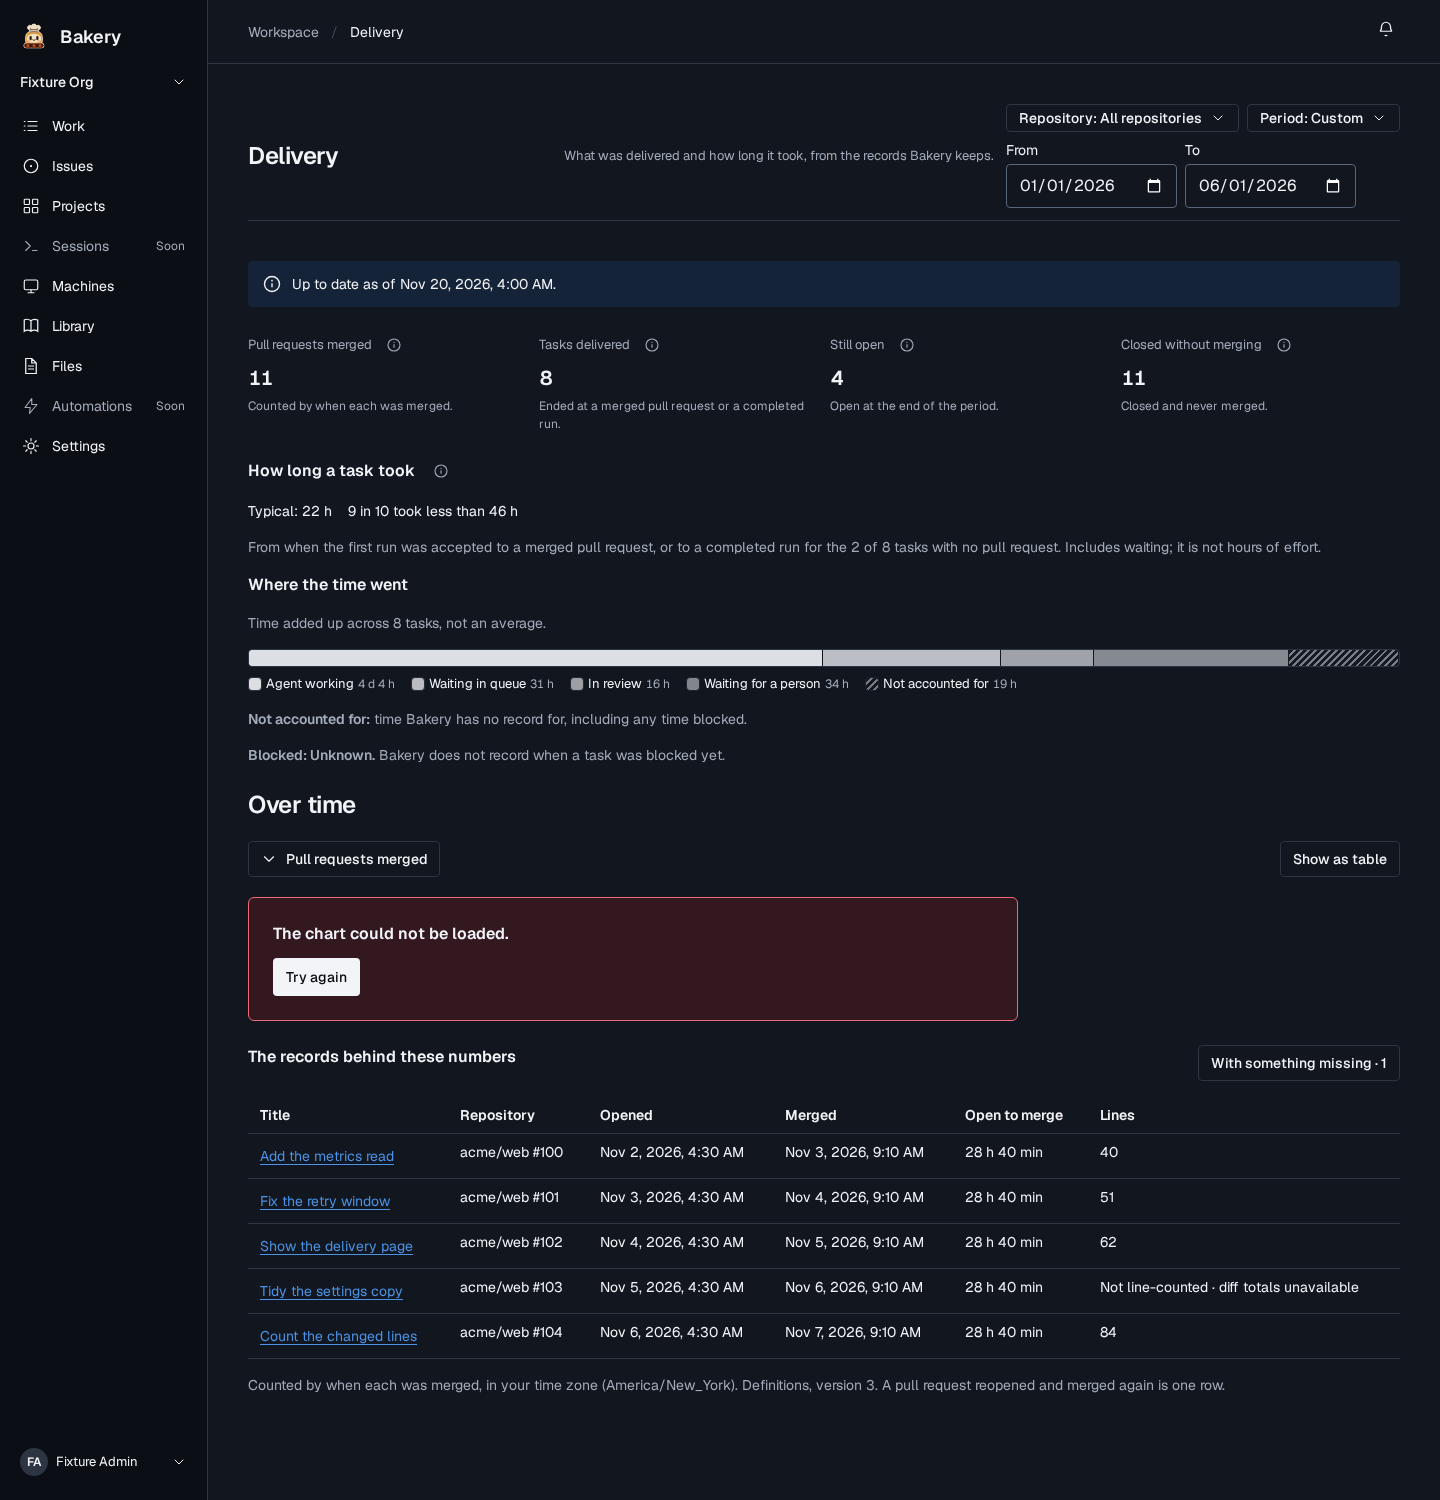 Bakery
Fixture Org
Work
Issues
Projects
Sessions Soon
Machines
Library
Files
Automations Soon
Settings
FA Fixture Admin
Workspace / Delivery
Delivery
What was delivered and how long it took, from the records Bakery keeps.
Repository: All repositories
Period: Custom
From
To
01/01/2026
06/01/2026
Up to date as of Nov 20, 2026, 4:00 AM.
Pull requests merged
11
Counted by when each was merged.
Tasks delivered
8
Ended at a merged pull request or a completed
run.
Still open
4
Open at the end of the period.
Closed without merging
11
Closed and never merged.
How long a task took
Typical: 22 h 9 in 10 took less than 46 h
From when the first run was accepted to a merged pull request, or to a completed run for the 2 of 8 tasks with no pull request. Includes waiting; it is not hours of effort.
Where the time went
Time added up across 8 tasks, not an average.
Agent working 4 d 4 h Waiting in queue 31 h In review 16 h Waiting for a person 34 h Not accounted for 19 h
Not accounted for: time Bakery has no record for, including any time blocked.
Blocked: Unknown. Bakery does not record when a task was blocked yet.
Over time
Pull requests merged
Show as table
The chart could not be loaded.
Try again
The records behind these numbers
With something missing · 1
Title Repository Opened Merged Open to merge Lines
Add the metrics read acme/web #100 Nov 2, 2026, 4:30 AM Nov 3, 2026, 9:10 AM 28 h 40 min 40
Fix the retry window acme/web #101 Nov 3, 2026, 4:30 AM Nov 4, 2026, 9:10 AM 28 h 40 min 51
Show the delivery page acme/web #102 Nov 4, 2026, 4:30 AM Nov 5, 2026, 9:10 AM 28 h 40 min 62
Tidy the settings copy acme/web #103 Nov 5, 2026, 4:30 AM Nov 6, 2026, 9:10 AM 28 h 40 min Not line-counted · diff totals unavailable
Count the changed lines acme/web #104 Nov 6, 2026, 4:30 AM Nov 7, 2026, 9:10 AM 28 h 40 min 84
Counted by when each was merged, in your time zone (America/New_York). Definitions, version 3. A pull request reopened and merged again is one row.